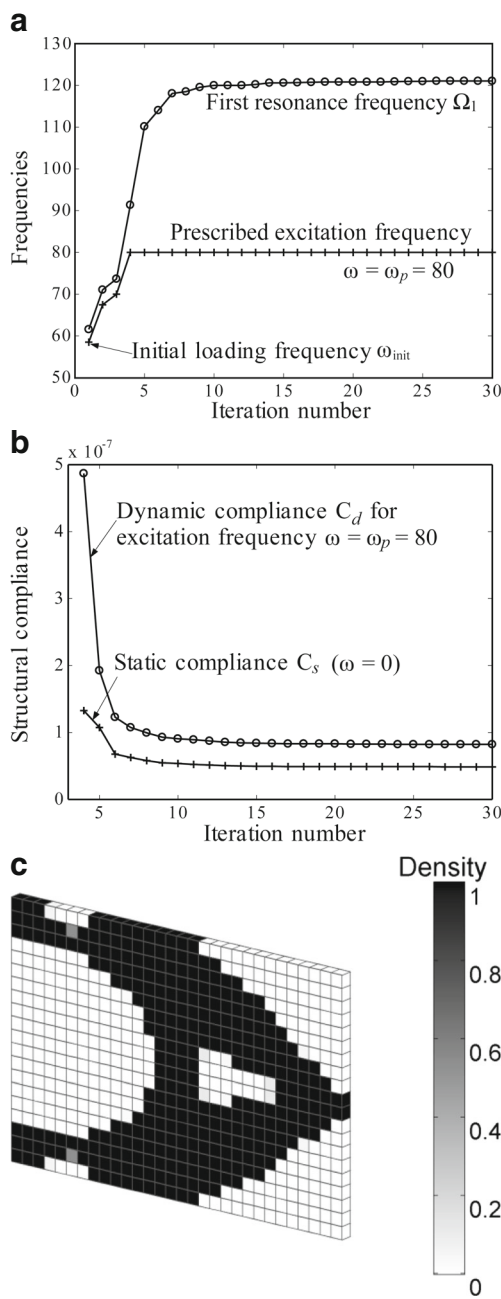 a
130
120
110
100
90
80
70
60
50
Frequencies
First resonance frequency Ω1
Prescribed excitation frequency
ω = ωp = 80
Initial loading frequency ωinit
0
5
10
15
20
25
30
Iteration number
b
x 10-7
5
4
3
2
1
0
Structural compliance
Dynamic compliance Cd for
excitation frequency ω = ωp = 80
Static compliance Cs (ω = 0)
5
10
15
20
25
30
Iteration number
c
Density
1
0.8
0.6
0.4
0.2
0